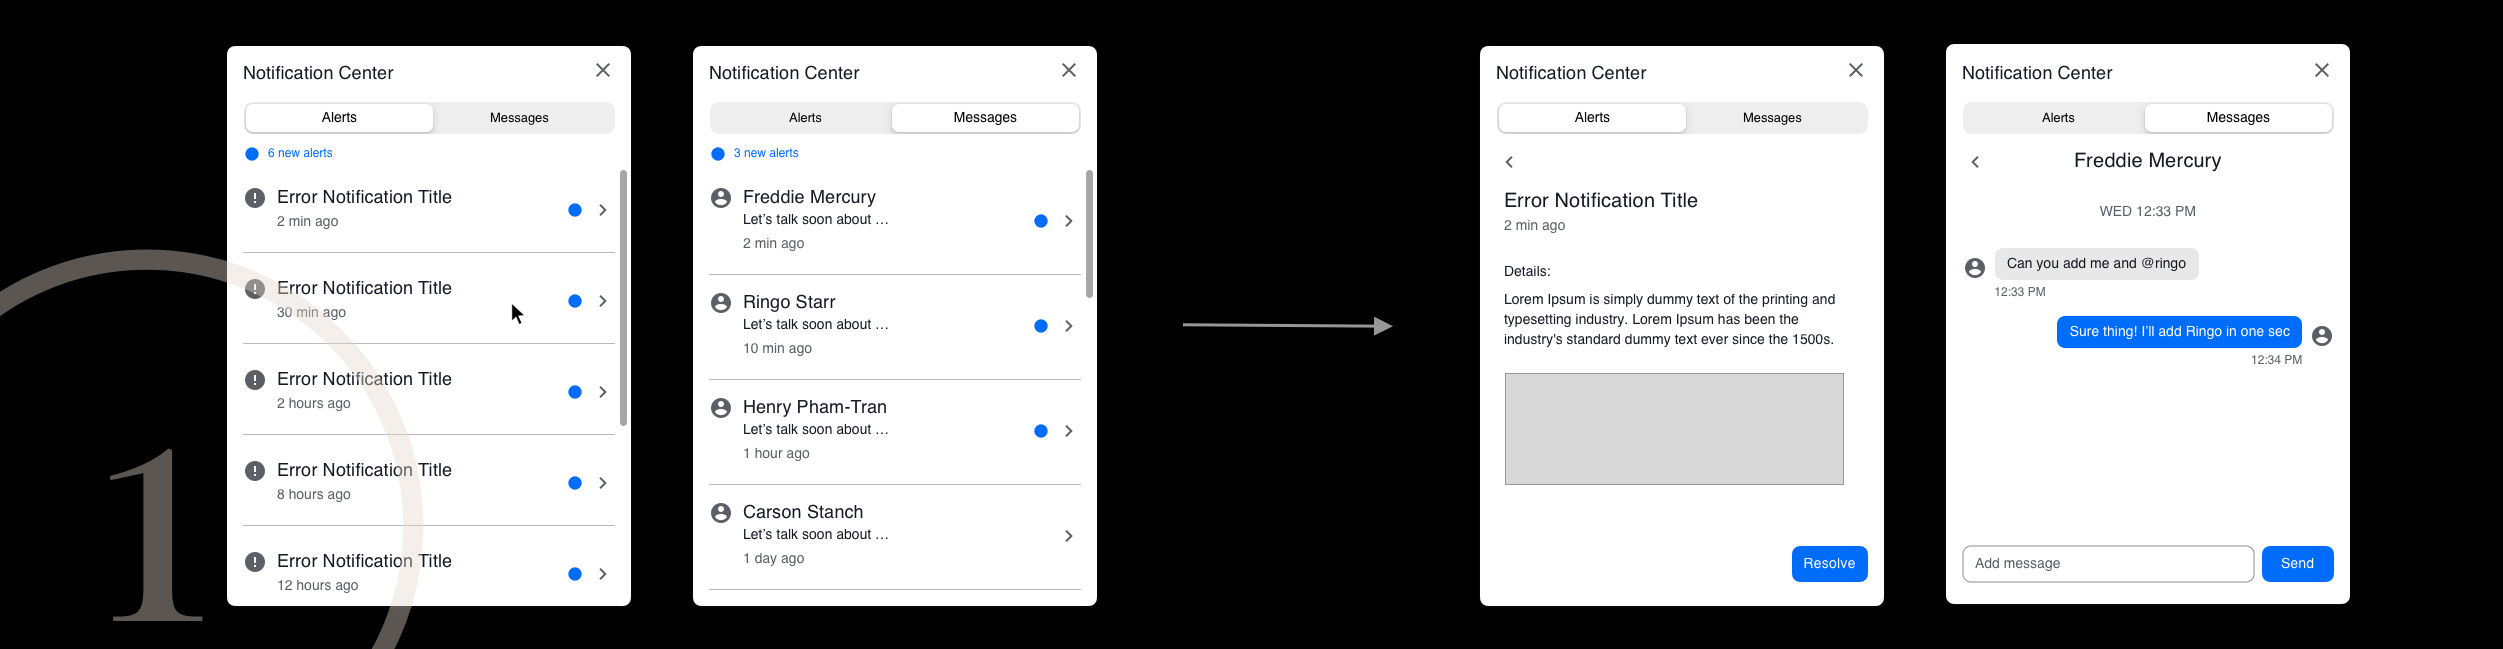 Notification Center
Alerts
Messages
6 new alerts
Error Notification Title
2 min ago
Error Notification Title
30 min ago
Error Notification Title
2 hours ago
Error Notification Title
8 hours ago
Error Notification Title
12 hours ago
1
Notification Center
Alerts
Messages
3 new alerts
Freddie Mercury
Let’s talk soon about ...
2 min ago
Ringo Starr
Let’s talk soon about ...
10 min ago
Henry Pham-Tran
Let’s talk soon about ...
1 hour ago
Carson Stanch
Let’s talk soon about ...
1 day ago
Notification Center
Alerts
Messages
Error Notification Title
2 min ago
Details:
Lorem Ipsum is simply dummy text of the printing and
typesetting industry. Lorem Ipsum has been the
industry's standard dummy text ever since the 1500s.
Resolve
Notification Center
Alerts
Messages
Freddie Mercury
WED 12:33 PM
Can you add me and @ringo
12:33 PM
Sure thing! I’ll add Ringo in one sec
12:34 PM
Add message
Send